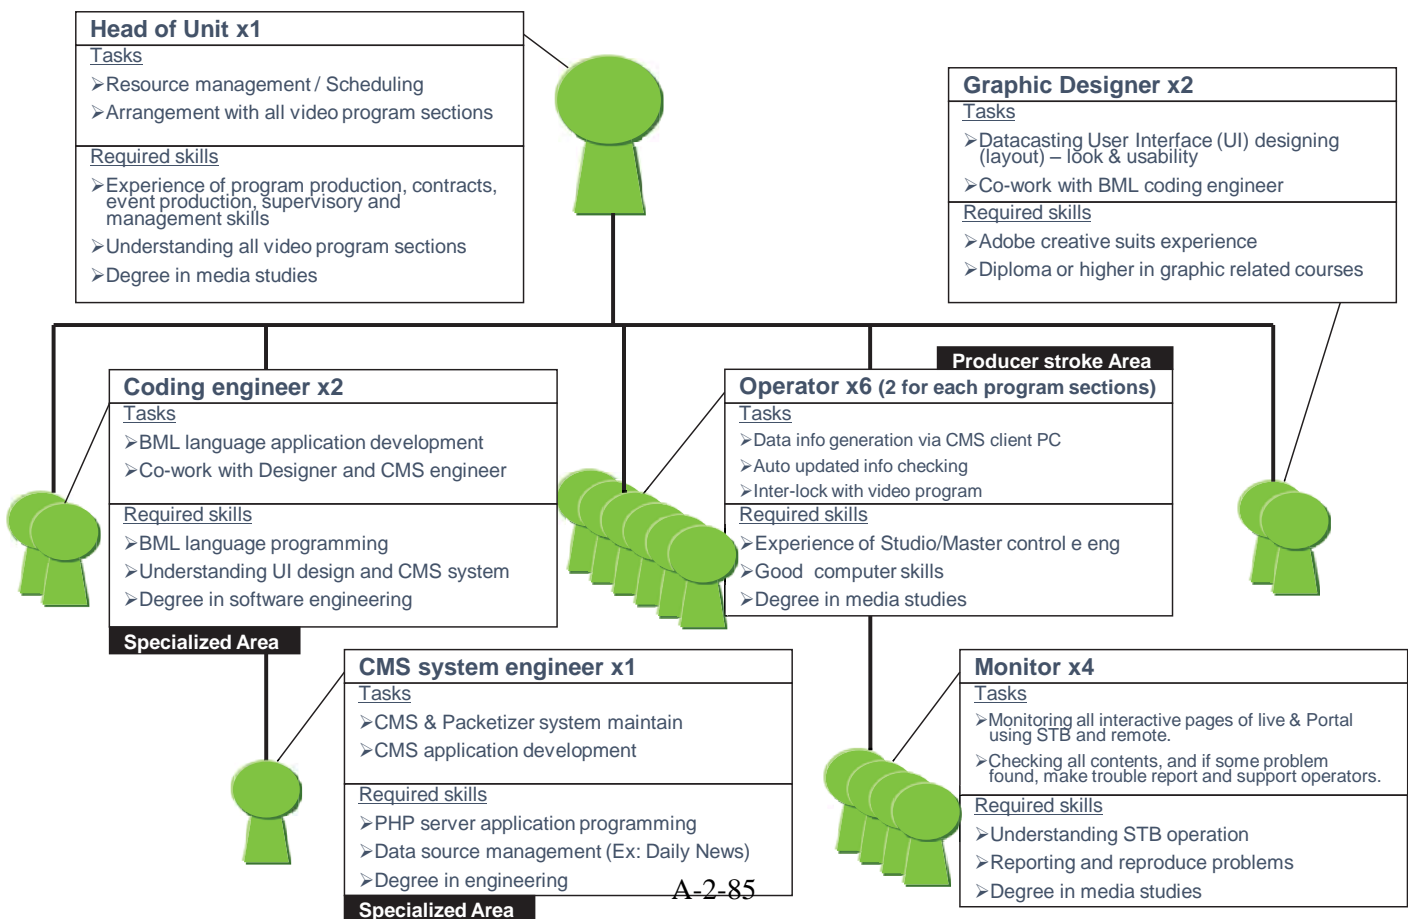 Head of Unit x1
Tasks
➢Resource management / Scheduling
➢Arrangement with all video program sections
Required skills
➢Experience of program production, contracts,
event production, supervisory and
management skills
➢Understanding all video program sections
➢Degree in media studies
Graphic Designer x2
Tasks
➢Datacasting User Interface (UI) designing
(layout) – look & usability
➢Co-work with BML coding engineer
Required skills
➢Adobe creative suits experience
➢Diploma or higher in graphic related courses
Coding engineer x2
Tasks
➢BML language application development
➢Co-work with Designer and CMS engineer
Required skills
➢BML language programming
➢Understanding UI design and CMS system
➢Degree in software engineering
Specialized Area
Producer stroke Area
Operator x6 (2 for each program sections)
Tasks
➢Data info generation via CMS client PC
➢Auto updated info checking
➢Inter-lock with video program
Required skills
➢Experience of Studio/Master control e eng
➢Good computer skills
➢Degree in media studies
CMS system engineer x1
Tasks
➢CMS & Packetizer system maintain
➢CMS application development
Required skills
➢PHP server application programming
➢Data source management (Ex: Daily News)
➢Degree in engineering
Specialized Area
Monitor x4
Tasks
➢Monitoring all interactive pages of live & Portal
using STB and remote.
➢Checking all contents, and if some problem
found, make trouble report and support operators.
Required skills
➢Understanding STB operation
➢Reporting and reproduce problems
➢Degree in media studies
A-2-85